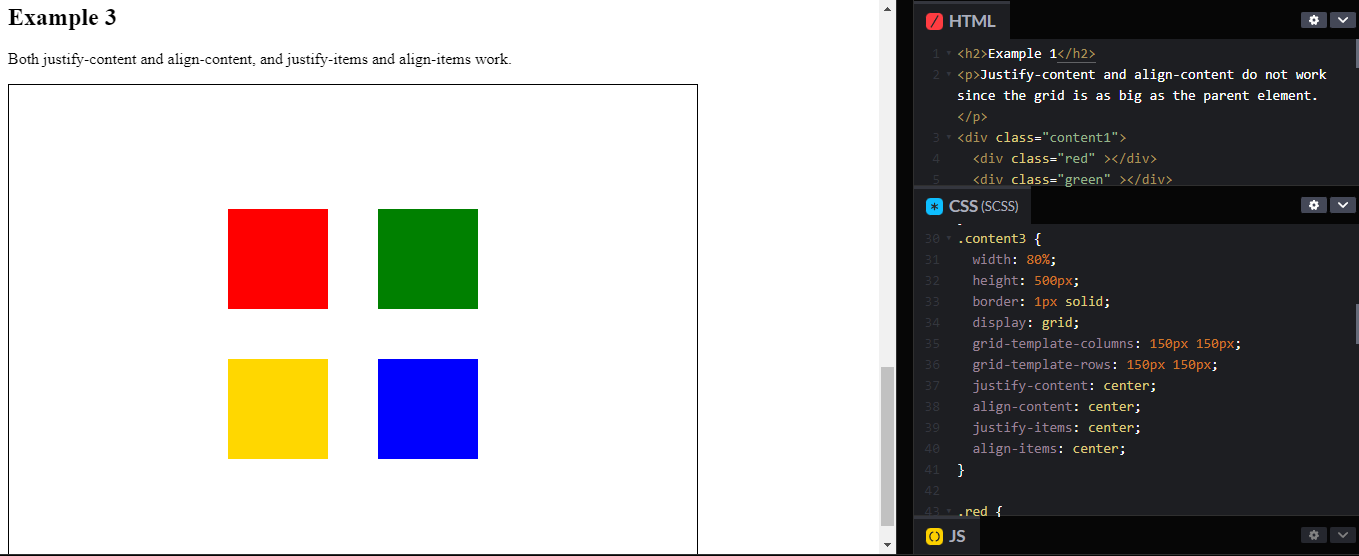 Example 3
Both justify-content and align-content, and justify-items and align-items work.
HTML
1 <h2>Example 1</h2>
2 <p>Justify-content and align-content do not work
since the grid is as big as the parent element.
</p>
3 <div class="content1">
4 <div class="red" ></div>
5 <div class="green" ></div>
CSS (SCSS)
30 .content3 {
31 width: 80%;
32 height: 500px;
33 border: 1px solid;
34 display: grid;
35 grid-template-columns: 150px 150px;
36 grid-template-rows: 150px 150px;
37 justify-content: center;
38 align-content: center;
39 justify-items: center;
40 align-items: center;
41 }
42
43 .red {
JS